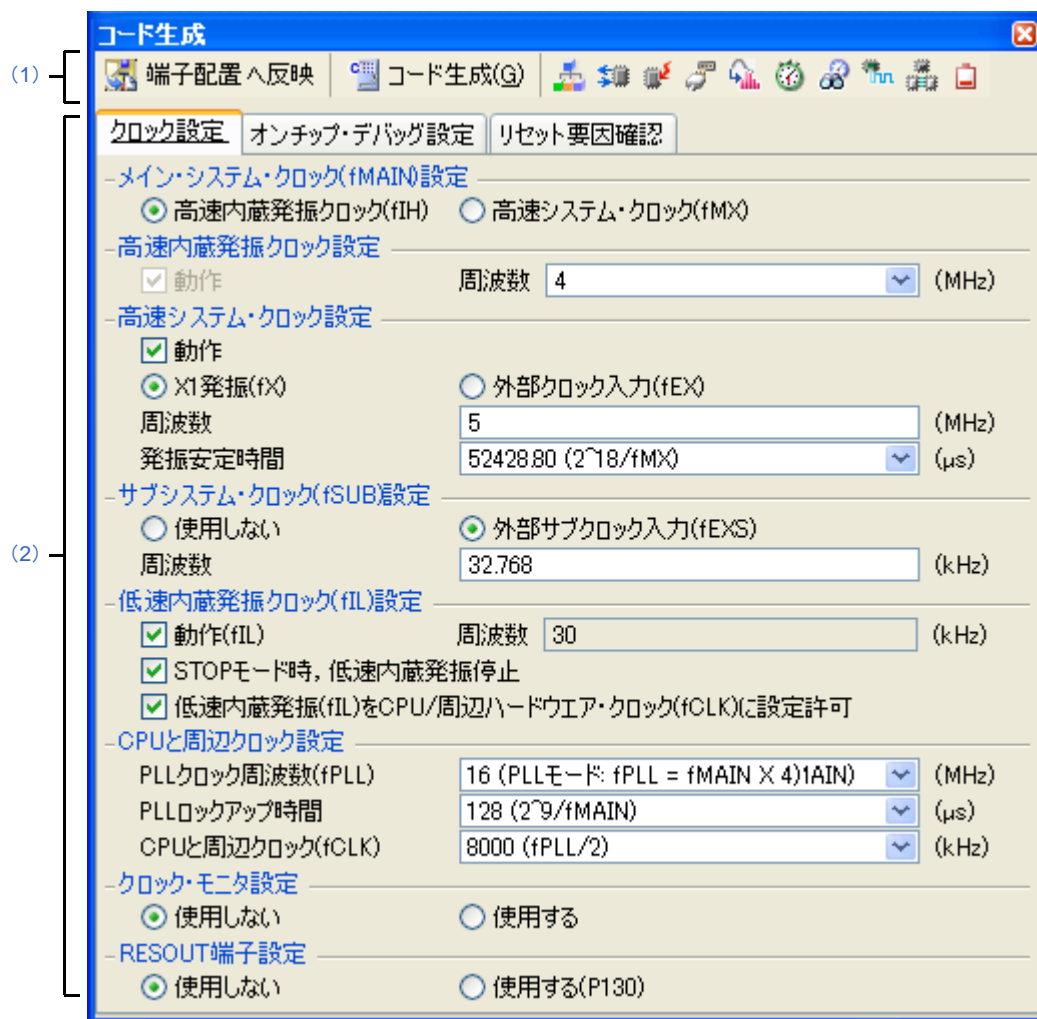 コード生成
(1)
端子配置へ反映 コード生成(G)
クロック設定 オンチップ・デバッグ設定 リセット要因確認
メイン・システム・クロック(fMAIN)設定
高速内蔵発振クロック(fIH) 高速システム・クロック(fMX)
高速内蔵発振クロック設定
動作 周波数 4 (MHz)
高速システム・クロック設定
動作
X1発振(fX) 外部クロック入力(fEX)
周波数 5 (MHz)
発振安定時間 52428.80 (2^18/fMX) (μs)
サブシステム・クロック(fSUB)設定
使用しない 外部サブクロック入力(fEXS)
(2)
周波数 32.768 (kHz)
低速内蔵発振クロック(fIL)設定
動作(fIL) 周波数 30 (kHz)
STOPモード時, 低速内蔵発振停止
低速内蔵発振(fIL)をCPU/周辺ハードウエア・クロック(fCLK)に設定許可
CPUと周辺クロック設定
PLLクロック周波数(fPLL) 16 (PLLモード: fPLL = fMAIN X 4)1AIN) (MHz)
PLLロックアップ時間 128 (2^9/fMAIN) (μs)
CPUと周辺クロック(fCLK) 8000 (fPLL/2) (kHz)
クロック・モニタ設定
使用しない 使用する
RESOUT端子設定
使用しない 使用する(P130)